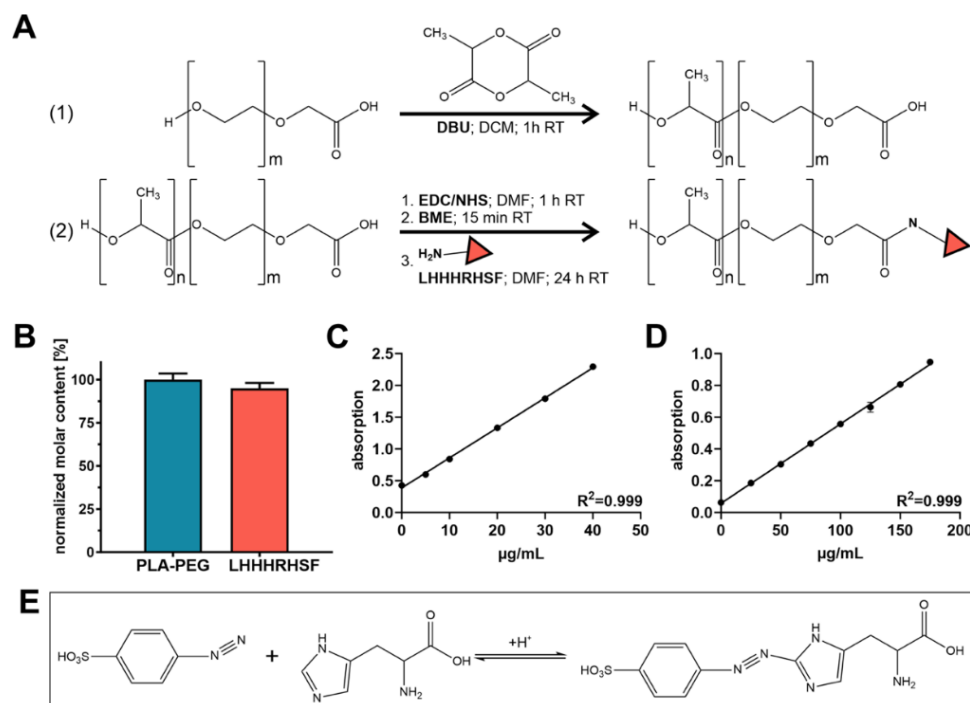 A
(1)
H
O
m
O
O
OH
CH₃
O
O
O
O
CH₃
DBU; DCM; 1h RT
H
O
CH₃
O
n
O
m
O
O
OH
(2)
H
O
CH₃
O
n
O
m
O
O
OH
1. EDC/NHS; DMF; 1 h RT
2. BME; 15 min RT
3. H₂N
LHHHRHSF; DMF; 24 h RT
H
O
CH₃
O
n
O
m
O
O
N
B
normalized molar content [%]
100
75
50
25
0
PLA-PEG
LHHHRHSF
C
absorption
2.5
2.0
1.5
1.0
0.5
0.0
0 10 20 30 40 50
µg/mL
R²=0.999
D
absorption
1.0
0.8
0.6
0.4
0.2
0.0
0 50 100 150 200
µg/mL
R²=0.999
E
HO₃S
N
N
+
H
N
N
O
OH
NH₂
+H⁺
HO₃S
N
N
H
N
N
O
OH
NH₂